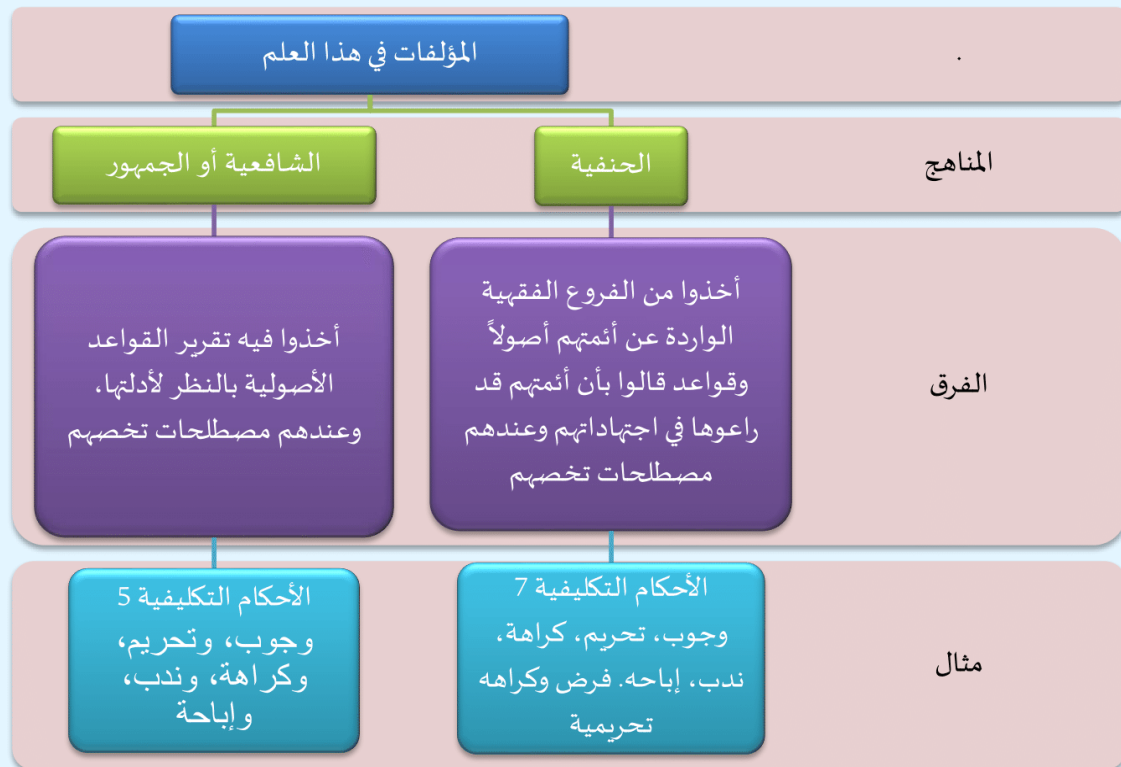 المؤلفات في هذا العلم
.
المناهج
الحنفية
الشافعية أو الجمهور
الفرق
أخذوا من الفروع الفقهية
الواردة عن أئمتهم أصولاً
وقواعد قالوا بأن أئمتهم قد
راعوها في اجتهاداتهم وعندهم
مصطلحات تخصهم
أخذوا فيه تقرير القواعد
الأصولية بالنظر لأدلتها،
وعندهم مصطلحات تخصهم
مثال
الأحكام التكليفية 7
وجوب، تحريم، كراهة،
ندب، إباحه. فرض وكراهه
تحريمية
الأحكام التكليفية 5
وجوب، وتحريم،
وكراهة، وندب،
وإباحة